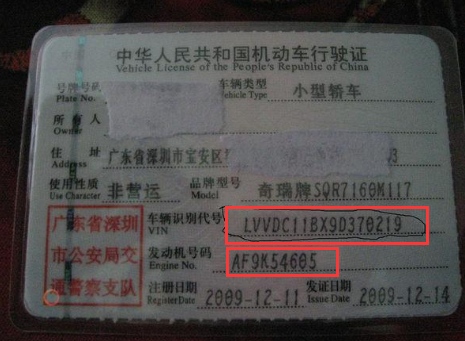 中华人民共和国机动车行驶证
Vehicle License of the People's Republic of China
号牌号码 车辆类型 小型轿车
Plate No. Vehicle Type
所有人
Owner
住址 广东省深圳市宝安区
Address
使用性质 非营运 品牌型号 奇瑞牌SQR7160M117
Use Character Model
广东省深圳 车辆识别代号 LVVDC11BX9D370219
VIN
市公安局交 发动机号码 AF9K54605
Engine No.
通警察支队 注册日期 2009-12-11 发证日期 2009-12-14
Register Date Issue Date